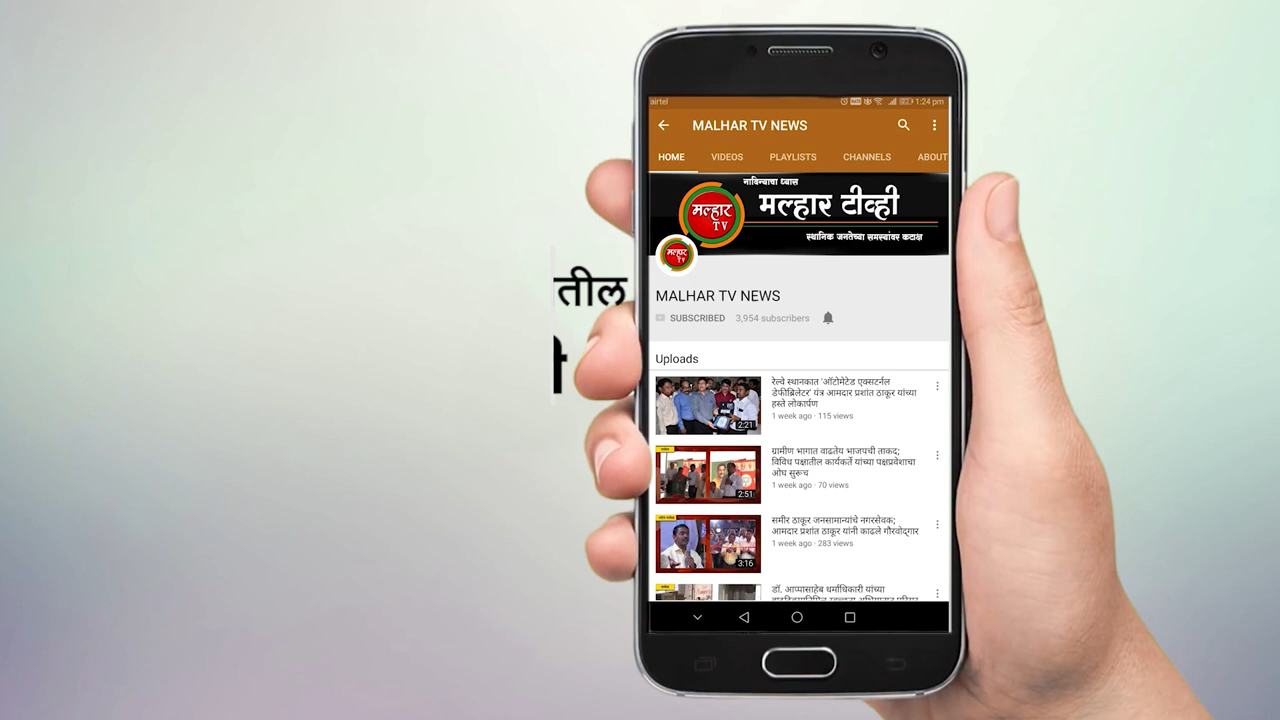 airtel 1:24 pm
MALHAR TV NEWS
HOME VIDEOS PLAYLISTS CHANNELS ABOUT
नाविन्याचा ध्यास
मल्हार टीव्ही
स्थानिक जनतेच्या समस्यांवर कटाक्ष
मल्हार
TV
मल्हार
TV
तील
MALHAR TV NEWS
SUBSCRIBED 3,954 subscribers
Uploads
रेल्वे स्थानकात 'ऑटोमेटेड एक्सटर्नल
डेफीब्रिलेटर' यंत्र आमदार प्रशांत ठाकूर यांच्या
हस्ते लोकार्पण
1 week ago · 115 views
2:21
ग्रामीण भागात वाढतेय भाजपची ताकद;
विविध पक्षातील कार्यकर्ते यांच्या पक्षप्रवेशाचा
ओघ सुरूच
1 week ago · 70 views
2:51
समीर ठाकूर जनसामान्यांचे नगरसेवक;
आमदार प्रशांत ठाकूर यांनी काढले गौरवोद्गार
1 week ago · 283 views
3:16
डॉ. आप्पासाहेब धर्माधिकारी यांच्या